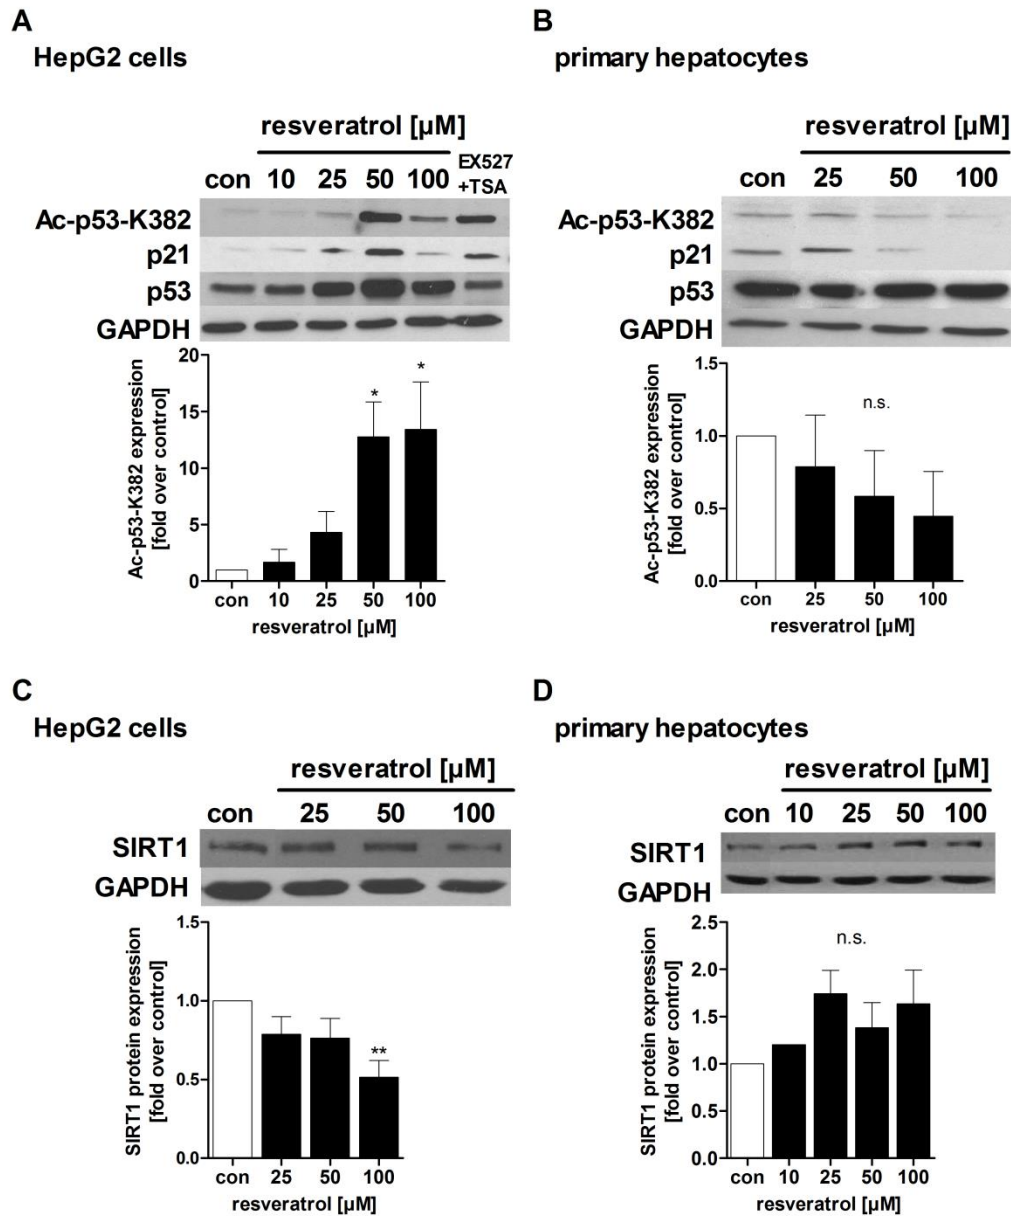 A
HepG2 cells
resveratrol [µM]
con 10 25 50 100 EX527
+TSA
Ac-p53-K382
p21
p53
GAPDH
Ac-p53-K382 expression
[fold over control]
20
15
10
5
0
*
*
con 10 25 50 100
resveratrol [µM]
B
primary hepatocytes
resveratrol [µM]
con 25 50 100
Ac-p53-K382
p21
p53
GAPDH
Ac-p53-K382 expression
[fold over control]
1.5
1.0
0.5
0.0
n.s.
con 25 50 100
resveratrol [µM]
C
HepG2 cells
resveratrol [µM]
con 25 50 100
SIRT1
GAPDH
SIRT1 protein expression
[fold over control]
1.5
1.0
0.5
0.0
**
con 25 50 100
resveratrol [µM]
D
primary hepatocytes
resveratrol [µM]
con 10 25 50 100
SIRT1
GAPDH
SIRT1 protein expression
[fold over control]
2.5
2.0
1.5
1.0
0.5
0.0
n.s.
con 10 25 50 100
resveratrol [µM]